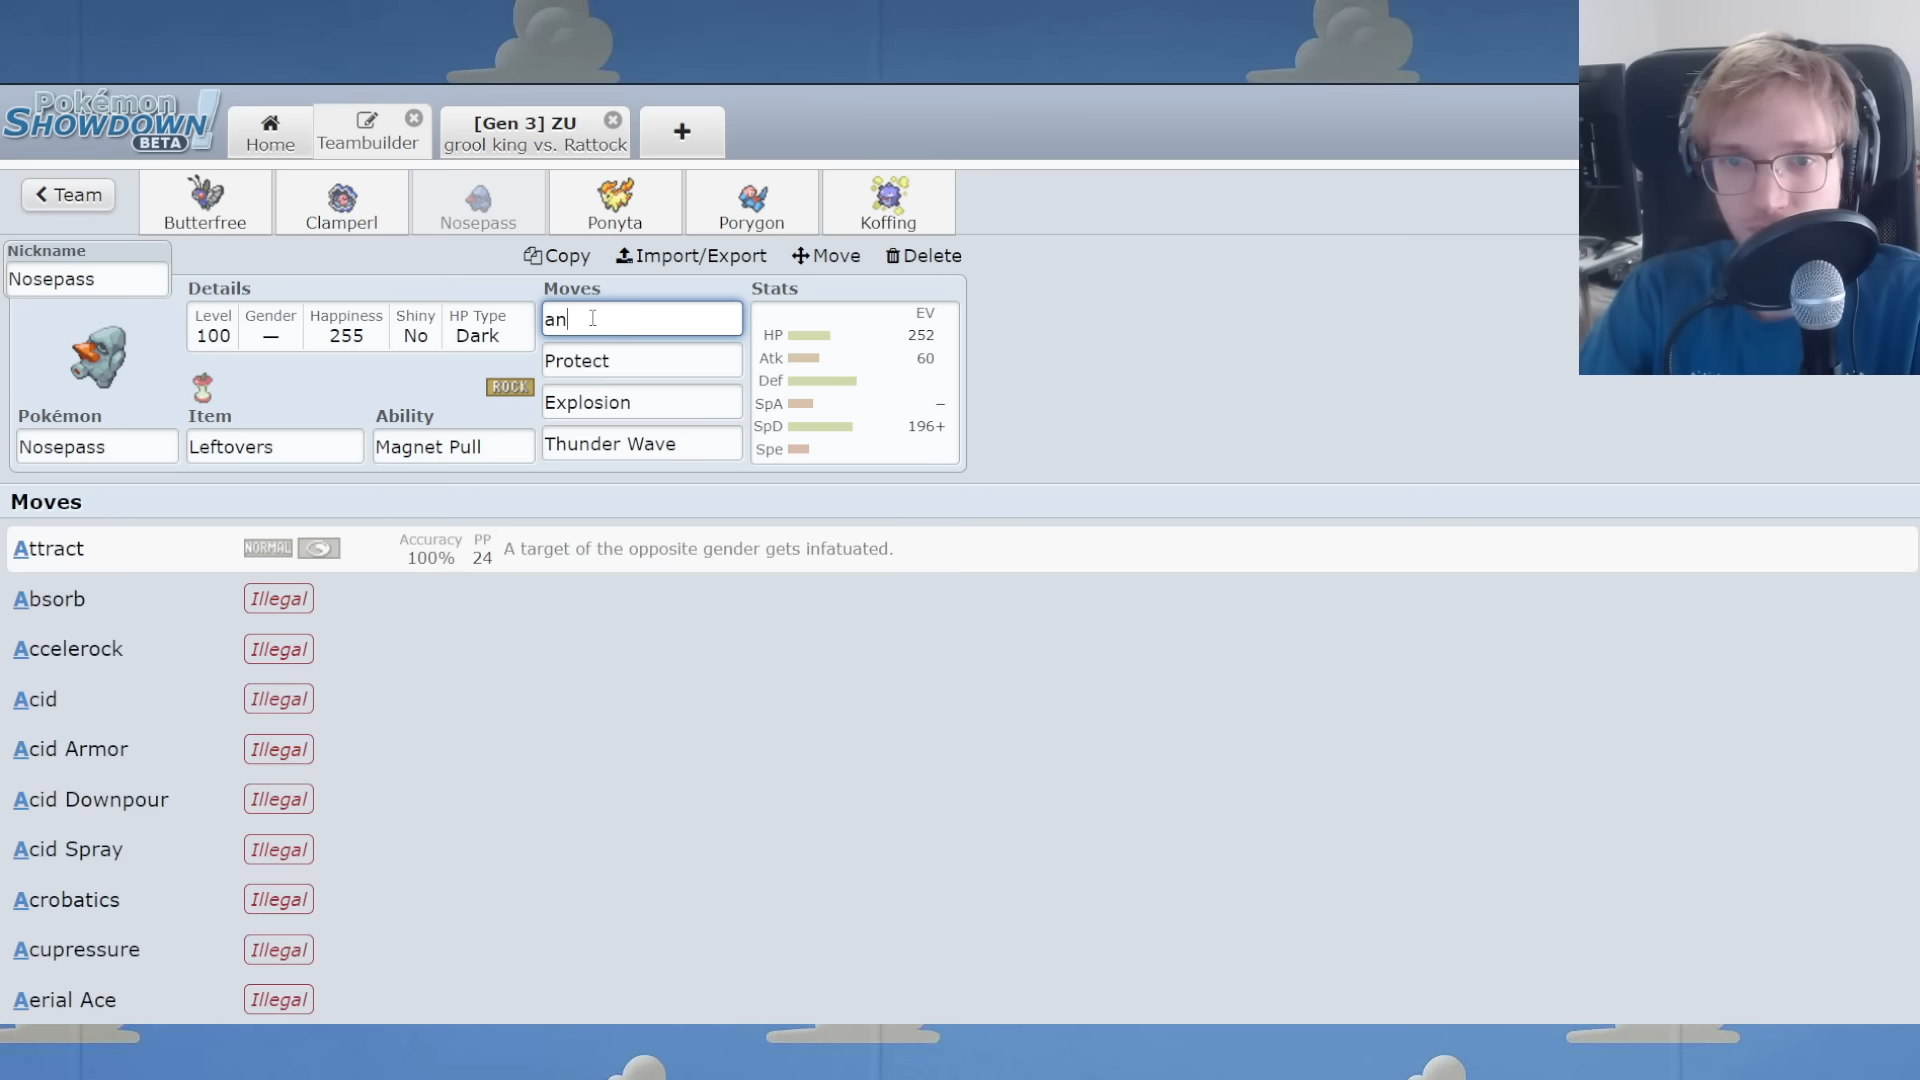 Pokémon
SHOWDOWN!
BETA
Home
Teambuilder
[Gen 3] ZU
grool king vs. Rattock
+
Team
Butterfree
Clamperl
Nosepass
Ponyta
Porygon
Koffing
Nickname
Nosepass
Copy
Import/Export
Move
Delete
Details
Level
100
Gender
—
Happiness
255
Shiny
No
HP Type
Dark
ROCK
Pokémon
Nosepass
Item
Leftovers
Ability
Magnet Pull
Moves
an
Protect
Explosion
Thunder Wave
Stats
EV
HP 252
Atk 60
Def
SpA –
SpD 196+
Spe
Moves
Attract NORMAL Accuracy 100% PP 24 A target of the opposite gender gets infatuated.
Absorb Illegal
Accelerock Illegal
Acid Illegal
Acid Armor Illegal
Acid Downpour Illegal
Acid Spray Illegal
Acrobatics Illegal
Acupressure Illegal
Aerial Ace Illegal